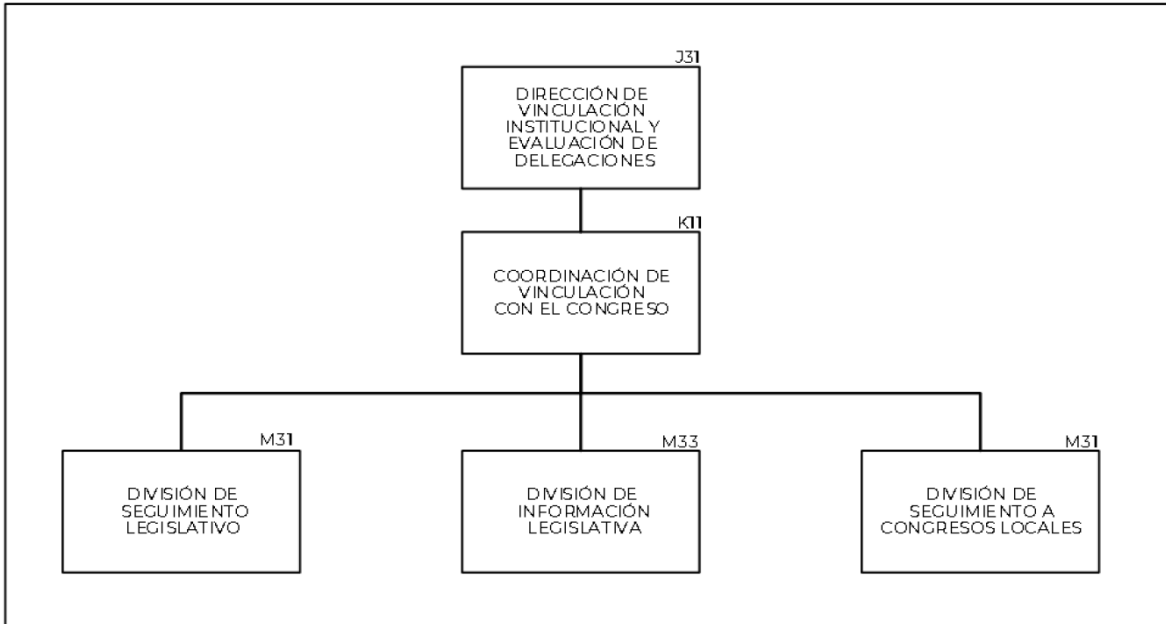 J31
DIRECCIÓN DE
VINCULACIÓN
INSTITUCIONAL Y
EVALUACIÓN DE
DELEGACIONES
K11
COORDINACIÓN DE
VINCULACIÓN
CON EL CONGRESO
M31
DIVISIÓN DE
SEGUIMIENTO
LEGISLATIVO
M33
DIVISIÓN DE
INFORMACIÓN
LEGISLATIVA
M31
DIVISIÓN DE
SEGUIMIENTO A
CONGRESOS LOCALES